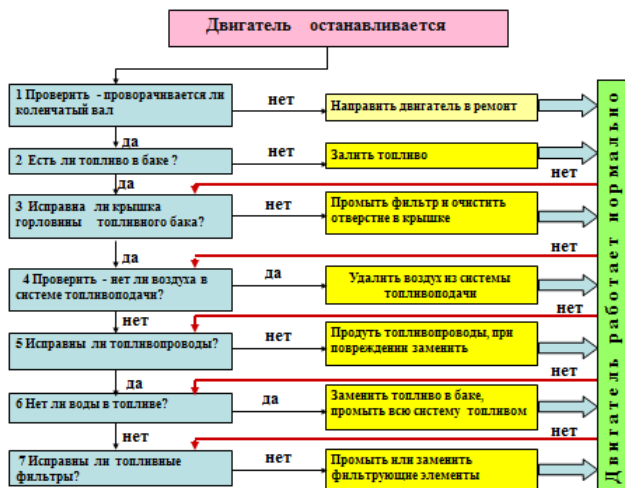 Двигатель останавливается
1 Проверить - проворачивается ли
коленчатый вал
нет
Направить двигатель в ремонт
да
2 Есть ли топливо в баке ?
нет
Залить топливо
нет
да
3 Исправна ли крышка
горловины топливного бака?
нет
Промыть фильтр и очистить
отверстие в крышке
нет
да
4 Проверить - нет ли воздуха в
системе топливоподачи?
да
Удалить воздух из системы
топливоподачи
нет
нет
5 Исправны ли топливопроводы?
нет
Продуть топливопроводы, при
повреждении заменить
нет
да
6 Нет ли воды в топливе?
да
Заменить топливо в баке,
промыть всю систему топливом
нет
нет
7 Исправны ли топливные
фильтры?
нет
Промыть или заменить
фильтрующие элементы
Двигатель работает нормально